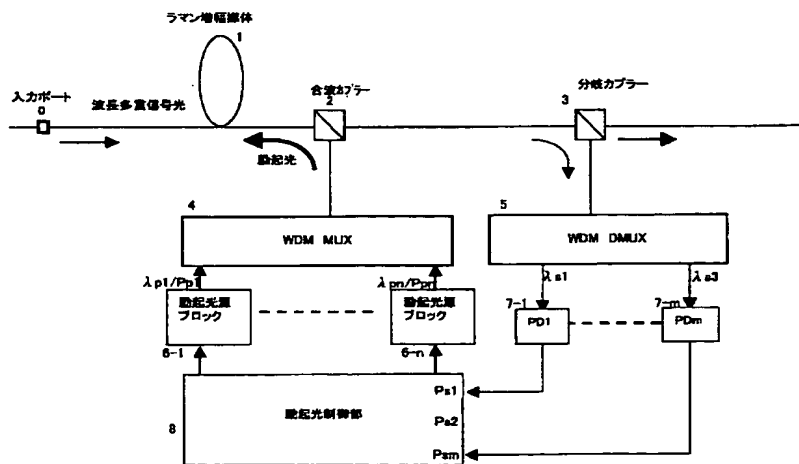 ラマン増幅媒体
1
入力ポート
0
波長多重信号光
合波カプラー
2
分岐カプラー
3
励起光
4
WDM MUX
5
WDM DMUX
λp1/Pp1
λpn/Ppn
λs1
λs3
励起光源
ブロック
励起光源
ブロック
7-1
PD1
7-m
PDm
6-1
6-n
8
励起光制御部
Ps1
Ps2
Psm